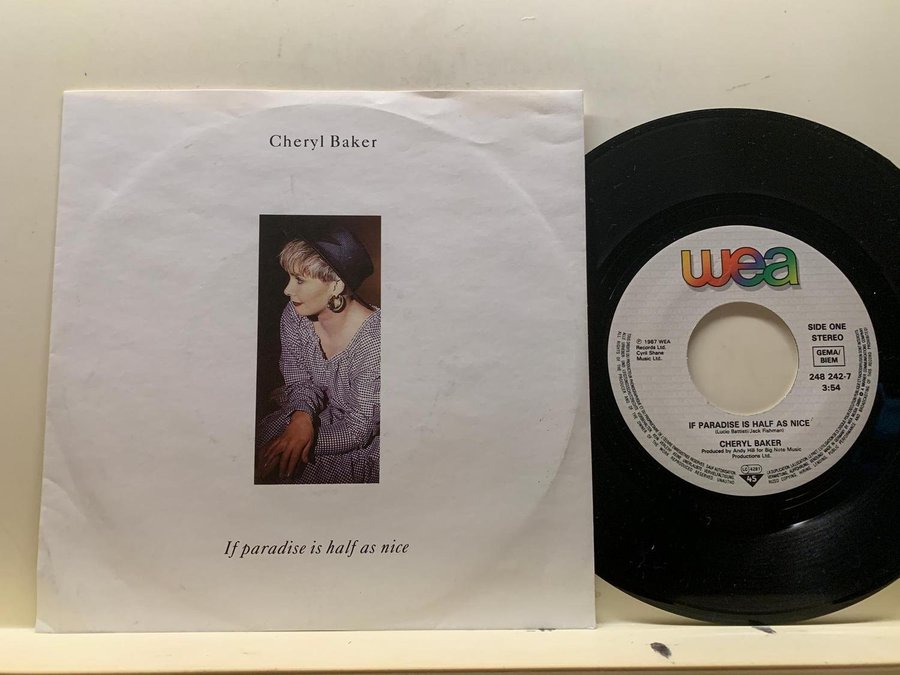 Cheryl Baker
If paradise is half as nice
wea
SIDE ONE
STEREO
℗ 1987 WEA
Records Ltd.
Cyril Shane
Music Ltd.
GEMA/
BIEM
248 242-7
3:54
IF PARADISE IS HALF AS NICE
(Lucio Battisti/Jack Fishman)
CHERYL BAKER
Produced by Andy Hill for Big Note Music
Productions Ltd.
LC 4281
45